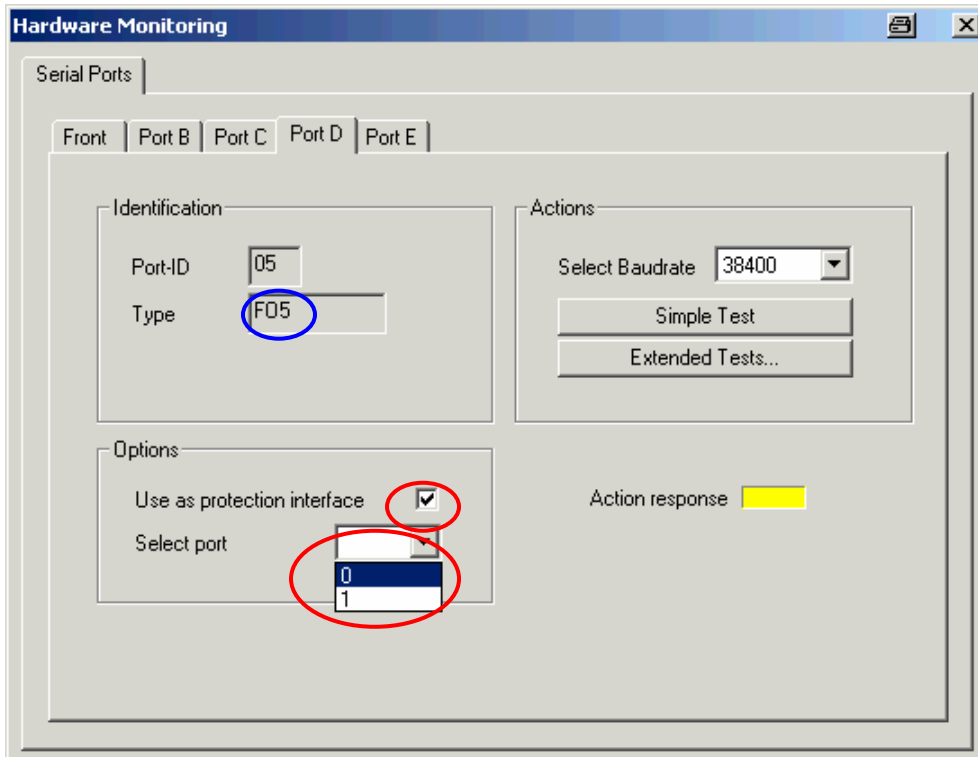 Hardware Monitoring
Serial Ports
Front Port B Port C Port D Port E
Identification
Port-ID 05
Type FO5
Actions
Select Baudrate 38400
Simple Test
Extended Tests...
Options
Use as protection interface
Select port
0
1
Action response